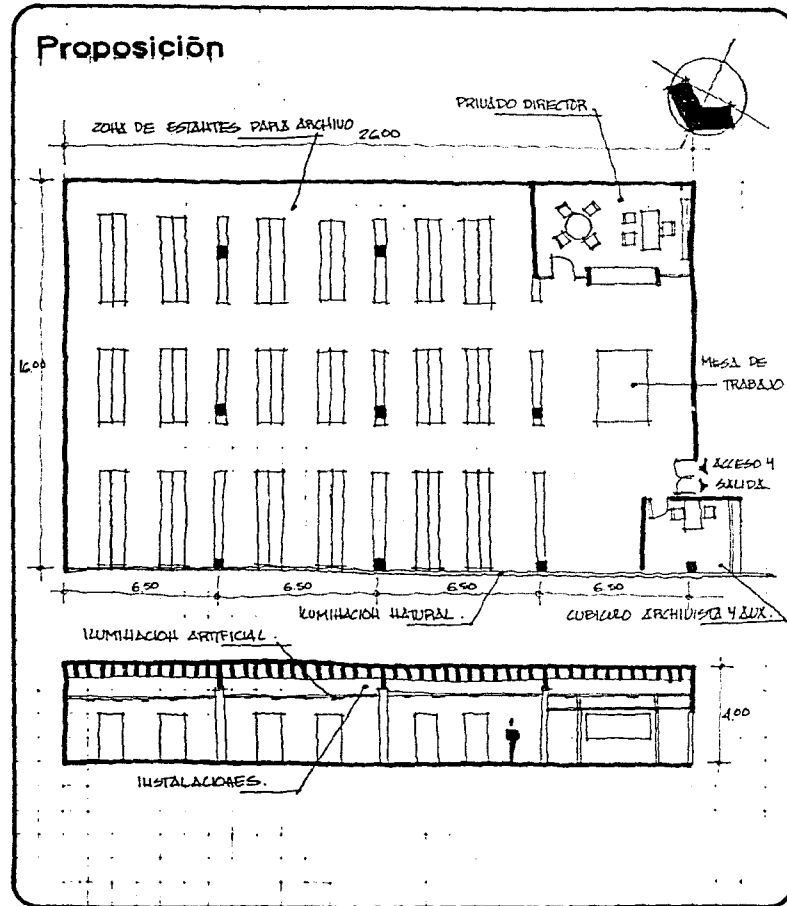 Proposición
PRIVADO DIRECTOR
ZONA DE ESTANTES PARA ARCHIVO
26.00
16.00
MESA DE
TRABAJO
ACCESO Y
SALIDA
6.50 6.50 6.50 6.50
ILUMINACION NATURAL.
CUBICULO ARCHIVISTA Y AUX.
ILUMINACION ARTIFICIAL.
4.00
INSTALACIONES.